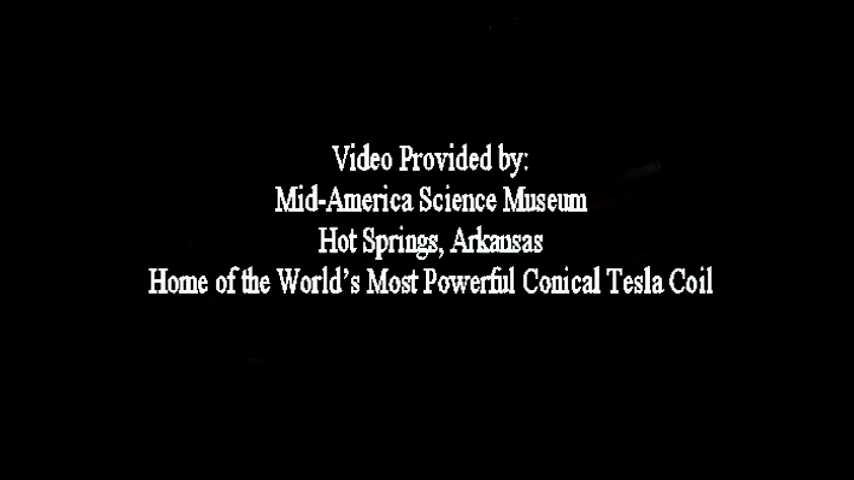 Video Provided by:
Mid-America Science Museum
Hot Springs, Arkansas
Home of the World's Most Powerful Conical Tesla Coil